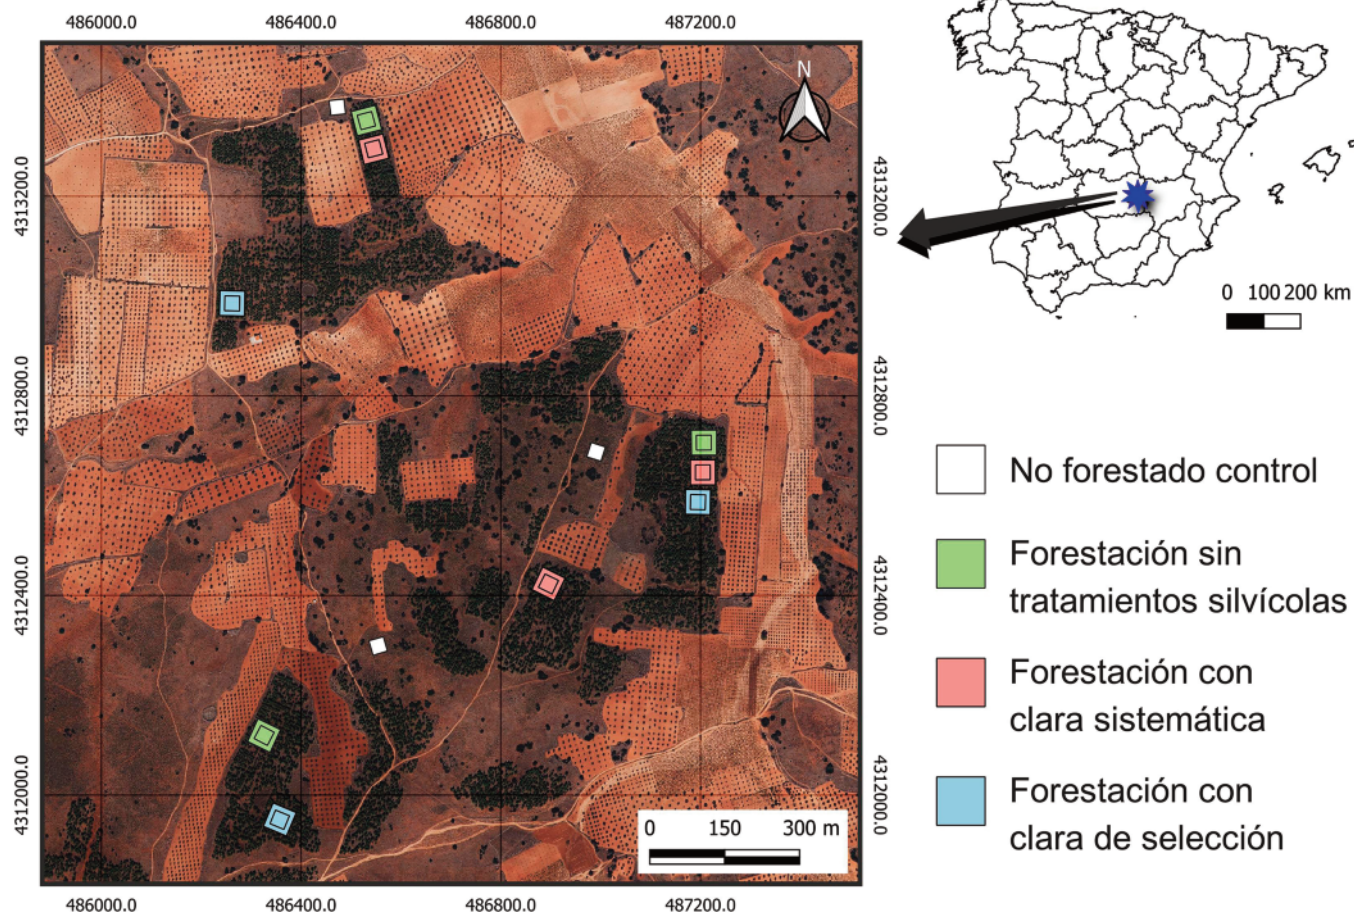 486000.0 486400.0 486800.0 487200.0
N
4313200.0
4313200.0
0 100 200 km
4312800.0
4312800.0
No forestado control
Forestación sin
tratamientos silvícolas
4312400.0
4312400.0
Forestación con
clara sistemática
4312000.0
4312000.0
Forestación con
clara de selección
0 150 300 m
486000.0 486400.0 486800.0 487200.0